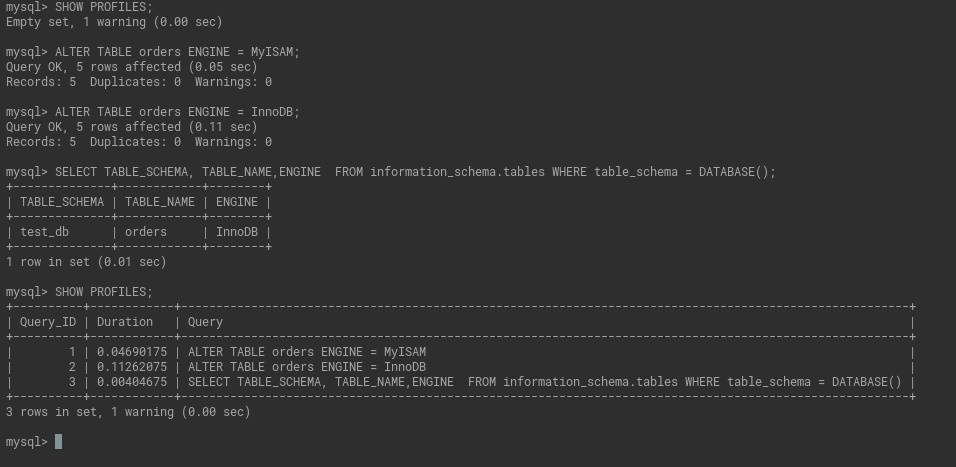 mysql> SHOW PROFILES;
Empty set, 1 warning (0.00 sec)
mysql> ALTER TABLE orders ENGINE = MyISAM;
Query OK, 5 rows affected (0.05 sec)
Records: 5  Duplicates: 0  Warnings: 0
mysql> ALTER TABLE orders ENGINE = InnoDB;
Query OK, 5 rows affected (0.11 sec)
Records: 5  Duplicates: 0  Warnings: 0
mysql> SELECT TABLE_SCHEMA, TABLE_NAME,ENGINE  FROM information_schema.tables WHERE table_schema = DATABASE();
+--------------+------------+--------+
| TABLE_SCHEMA | TABLE_NAME | ENGINE |
+--------------+------------+--------+
| test_db      | orders     | InnoDB |
+--------------+------------+--------+
1 row in set (0.01 sec)
mysql> SHOW PROFILES;
+----------+------------+--------------------------------------------------------------------------------------------------------+
| Query_ID | Duration   | Query                                                                                                  |
+----------+------------+--------------------------------------------------------------------------------------------------------+
|        1 | 0.04690175 | ALTER TABLE orders ENGINE = MyISAM                                                                     |
|        2 | 0.11262075 | ALTER TABLE orders ENGINE = InnoDB                                                                     |
|        3 | 0.00404675 | SELECT TABLE_SCHEMA, TABLE_NAME,ENGINE  FROM information_schema.tables WHERE table_schema = DATABASE() |
+----------+------------+--------------------------------------------------------------------------------------------------------+
3 rows in set, 1 warning (0.00 sec)
mysql>